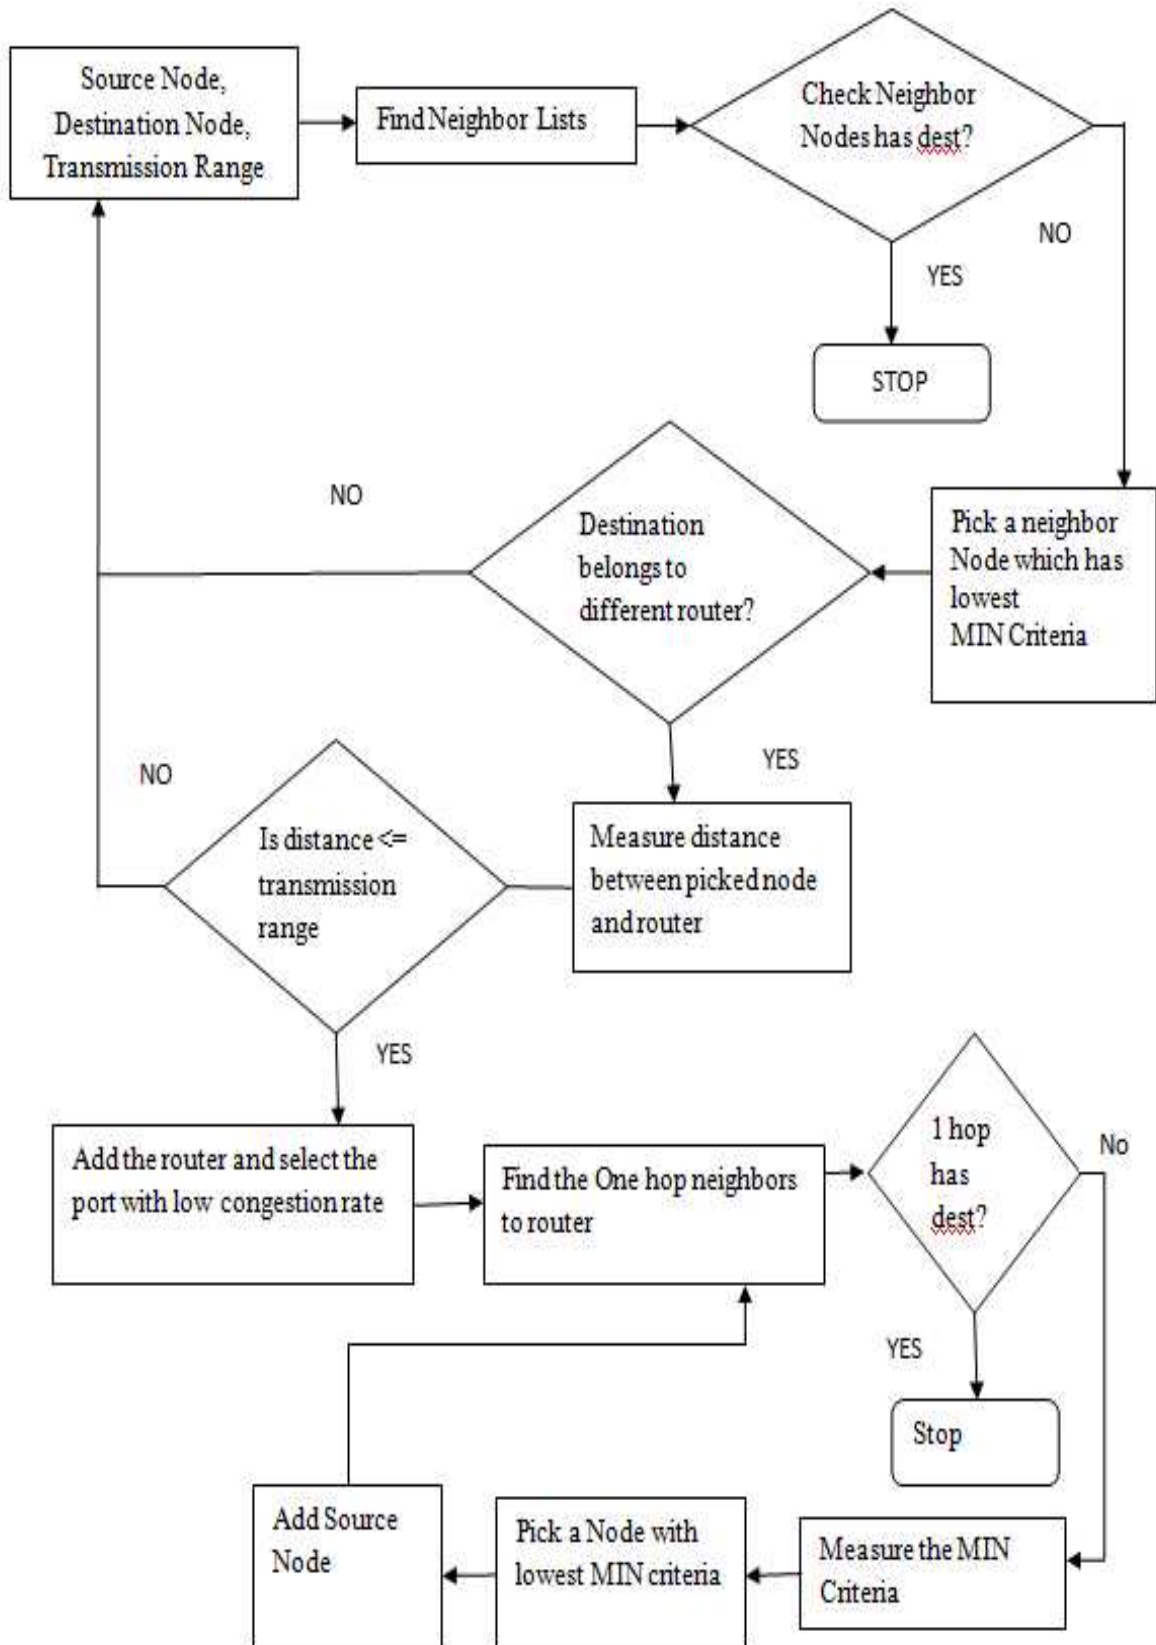 Source Node,
Destination Node,
Transmission Range
Find Neighbor Lists
Check Neighbor
Nodes has dest?
NO
YES
STOP
NO
Destination
belongs to
different router?
Pick a neighbor
Node which has
lowest
MIN Criteria
YES
NO
Is distance <=
transmission
range
Measure distance
between picked node
and router
YES
Add the router and select the
port with low congestion rate
Find the One hop neighbors
to router
1 hop
has
dest?
No
YES
Stop
Add Source
Node
Pick a Node with
lowest MIN criteria
Measure the MIN
Criteria